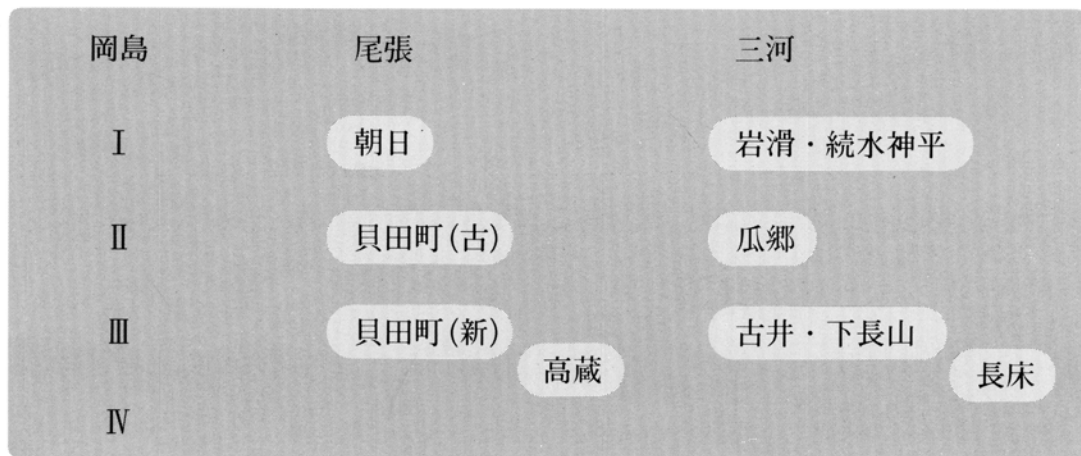 岡島 尾張 三河
Ⅰ 朝日 岩滑・続水神平
Ⅱ 貝田町(古) 瓜郷
Ⅲ 貝田町(新) 古井・下長山
高蔵 長床
Ⅳ